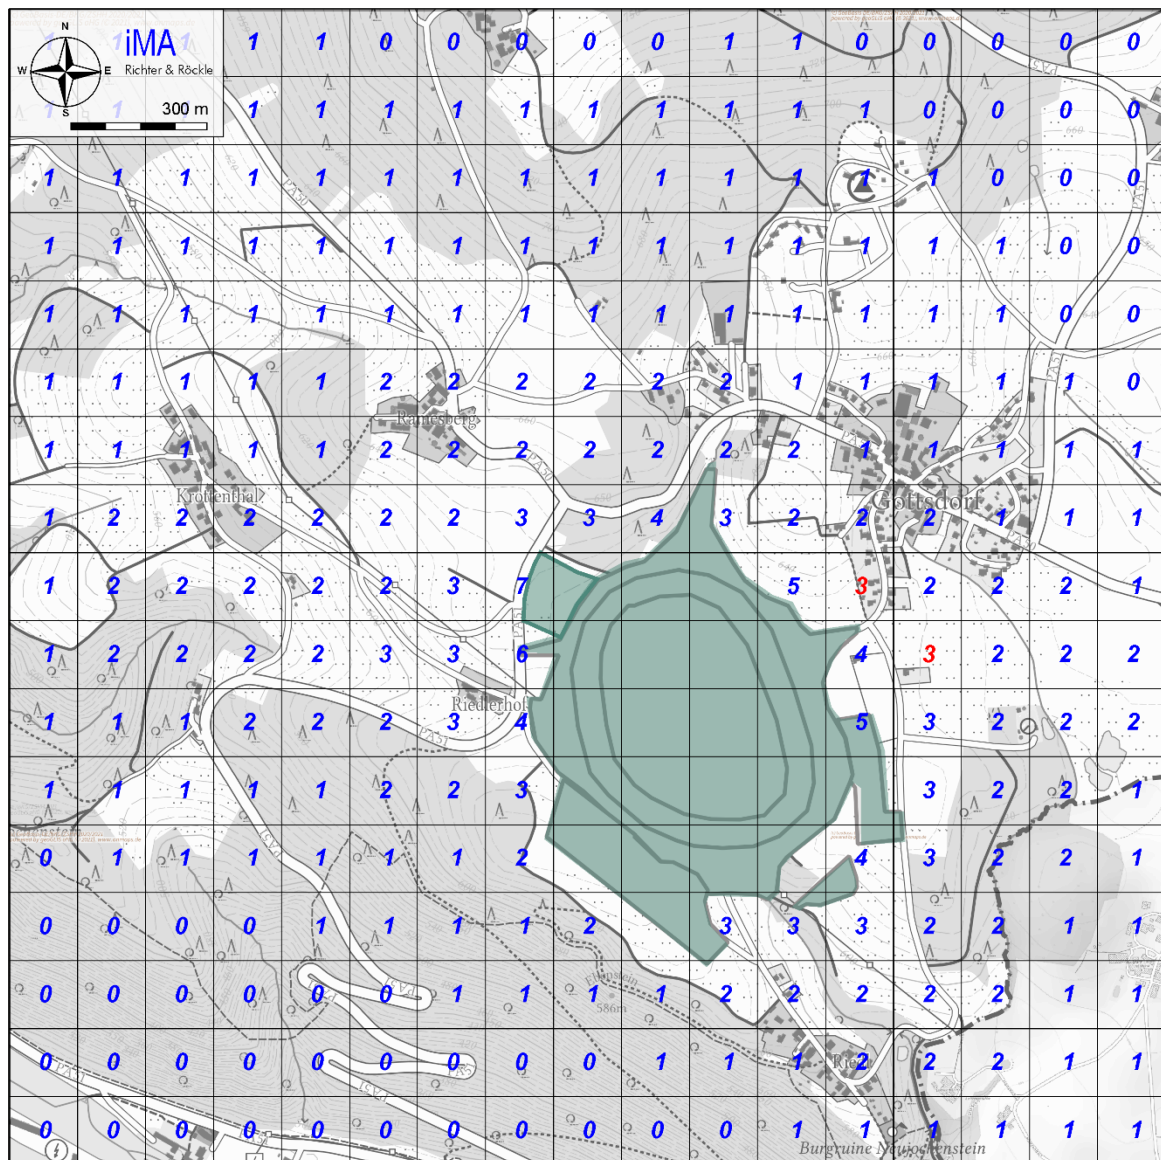 N
W E
S
iMA
Richter & Röckle
300 m
1 1 1 1 1 0 0 0 0 0 1 1 0 0 0 0 0
1 1 1 1 1 1 1 1 1 1 1 1 1 0 0 0 0
1 1 1 1 1 1 1 1 1 1 1 1 1 1 0 0 0
1 1 1 1 1 1 1 1 1 1 1 1 1 1 1 0 0
1 1 1 1 1 1 1 1 1 1 1 1 1 1 1 0 0
1 1 1 1 1 2 2 2 2 2 2 1 1 1 1 1 0
Ramesberg
1 1 1 1 1 2 2 2 2 2 2 2 1 1 1 1 1
Krottenthal
Gottsdorf
1 2 2 2 2 2 2 3 3 4 3 2 2 2 1 1 1
1 2 2 2 2 2 3 7 5 3 2 2 2 1
1 2 2 2 2 3 3 6 4 3 2 2 2
Riedlerhof
1 1 1 2 2 2 3 4 5 3 2 2 2
PA51
1 1 1 1 1 2 2 3 3 2 2 1
0 1 1 1 1 1 1 2 4 3 2 2 1
0 0 0 0 1 1 1 1 2 3 3 3 2 2 1 1
Ebenstein
586m
0 0 0 0 0 0 1 1 1 1 2 2 2 2 2 1 1
0 0 0 0 0 0 0 0 0 1 1 1 2 2 2 1 1
0 0 0 0 0 0 0 0 0 0 0 1 1 1 1 1 1
Burgruine Neujochenstein